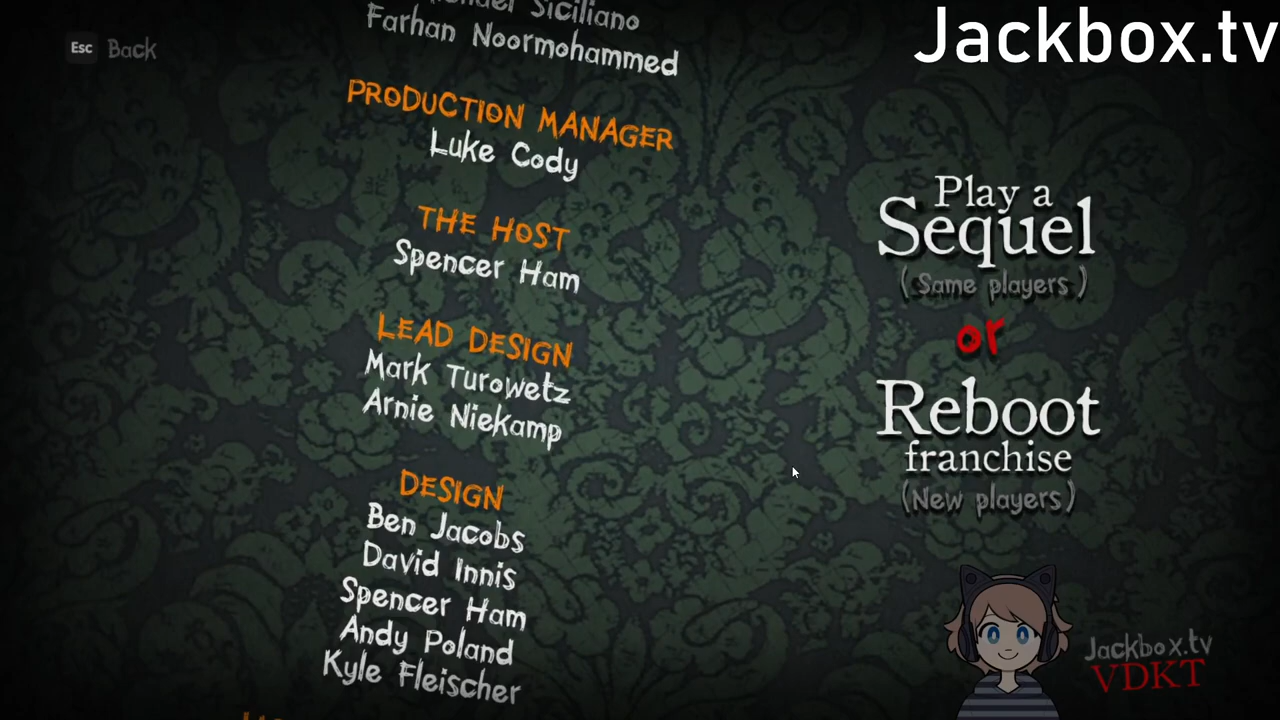 Jackbox.tv
Esc Back
Siciliano
Farhan Noormohammed
PRODUCTION MANAGER
Luke Cody
THE HOST
Spencer Ham
LEAD DESIGN
Mark Turowetz
Arnie Niekamp
DESIGN
Ben Jacobs
David Innis
Spencer Ham
Andy Poland
Kyle Fleischer
Play a
Sequel
(Same players)
or
Reboot
franchise
(New players)
Jackbox.tv
VDKT